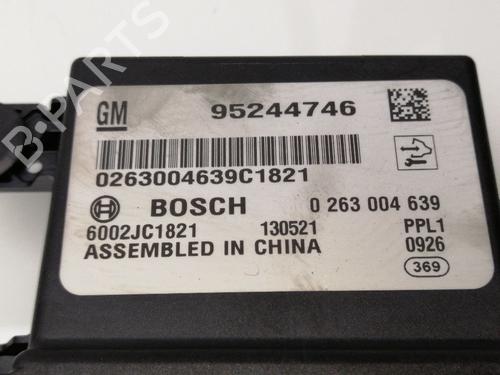 GM 95244746
0263004639C1821
BOSCH 0 263 004 639
6002JC1821 130521 PPL1
ASSEMBLED IN CHINA 0926
369
B-PARTS